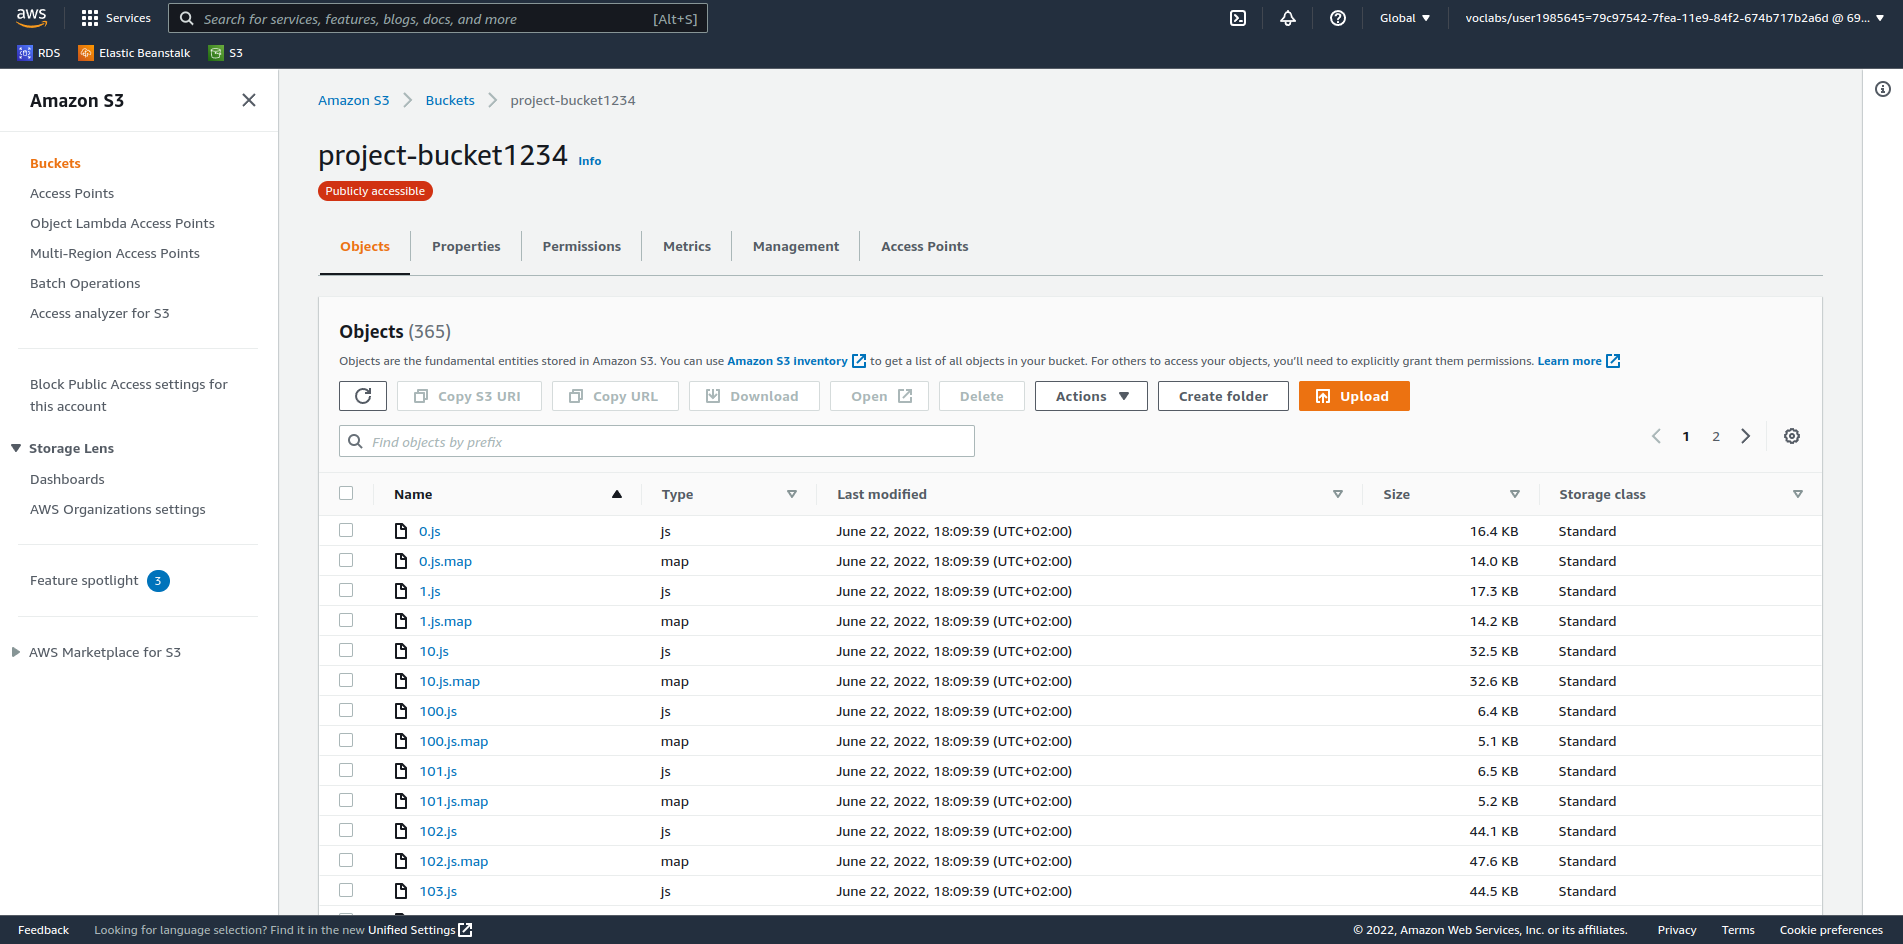 aws Services Search for services, features, blogs, docs, and more [Alt+S] Global voclabs/user1985645=79c97542-7fea-11e9-84f2-674b717b2a6d @ 69...
RDS Elastic Beanstalk S3
Amazon S3
Buckets
Access Points
Object Lambda Access Points
Multi-Region Access Points
Batch Operations
Access analyzer for S3
Block Public Access settings for
this account
Storage Lens
Dashboards
AWS Organizations settings
Feature spotlight 3
AWS Marketplace for S3
Amazon S3 Buckets project-bucket1234
project-bucket1234 Info
Publicly accessible
Objects Properties Permissions Metrics Management Access Points
Objects (365)
Objects are the fundamental entities stored in Amazon S3. You can use Amazon S3 inventory to get a list of all objects in your bucket. For others to access your objects, you'll need to explicitly grant them permissions. Learn more
Copy S3 URI Copy URL Download Open Delete Actions Create folder Upload
Find objects by prefix 1 2
Name Type Last modified Size Storage class
0.js js June 22, 2022, 18:09:39 (UTC+02:00) 16.4 KB Standard
0.js.map map June 22, 2022, 18:09:39 (UTC+02:00) 14.0 KB Standard
1.js js June 22, 2022, 18:09:39 (UTC+02:00) 17.3 KB Standard
1.js.map map June 22, 2022, 18:09:39 (UTC+02:00) 14.2 KB Standard
10.js js June 22, 2022, 18:09:39 (UTC+02:00) 32.5 KB Standard
10.js.map map June 22, 2022, 18:09:39 (UTC+02:00) 32.6 KB Standard
100.js js June 22, 2022, 18:09:39 (UTC+02:00) 6.4 KB Standard
100.js.map map June 22, 2022, 18:09:39 (UTC+02:00) 5.1 KB Standard
101.js js June 22, 2022, 18:09:39 (UTC+02:00) 6.5 KB Standard
101.js.map map June 22, 2022, 18:09:39 (UTC+02:00) 5.2 KB Standard
102.js js June 22, 2022, 18:09:39 (UTC+02:00) 44.1 KB Standard
102.js.map map June 22, 2022, 18:09:39 (UTC+02:00) 47.6 KB Standard
103.js js June 22, 2022, 18:09:39 (UTC+02:00) 44.5 KB Standard
Feedback Looking for language selection? Find it in the new Unified Settings © 2022, Amazon Web Services, Inc. or its affiliates. Privacy Terms Cookie preferences